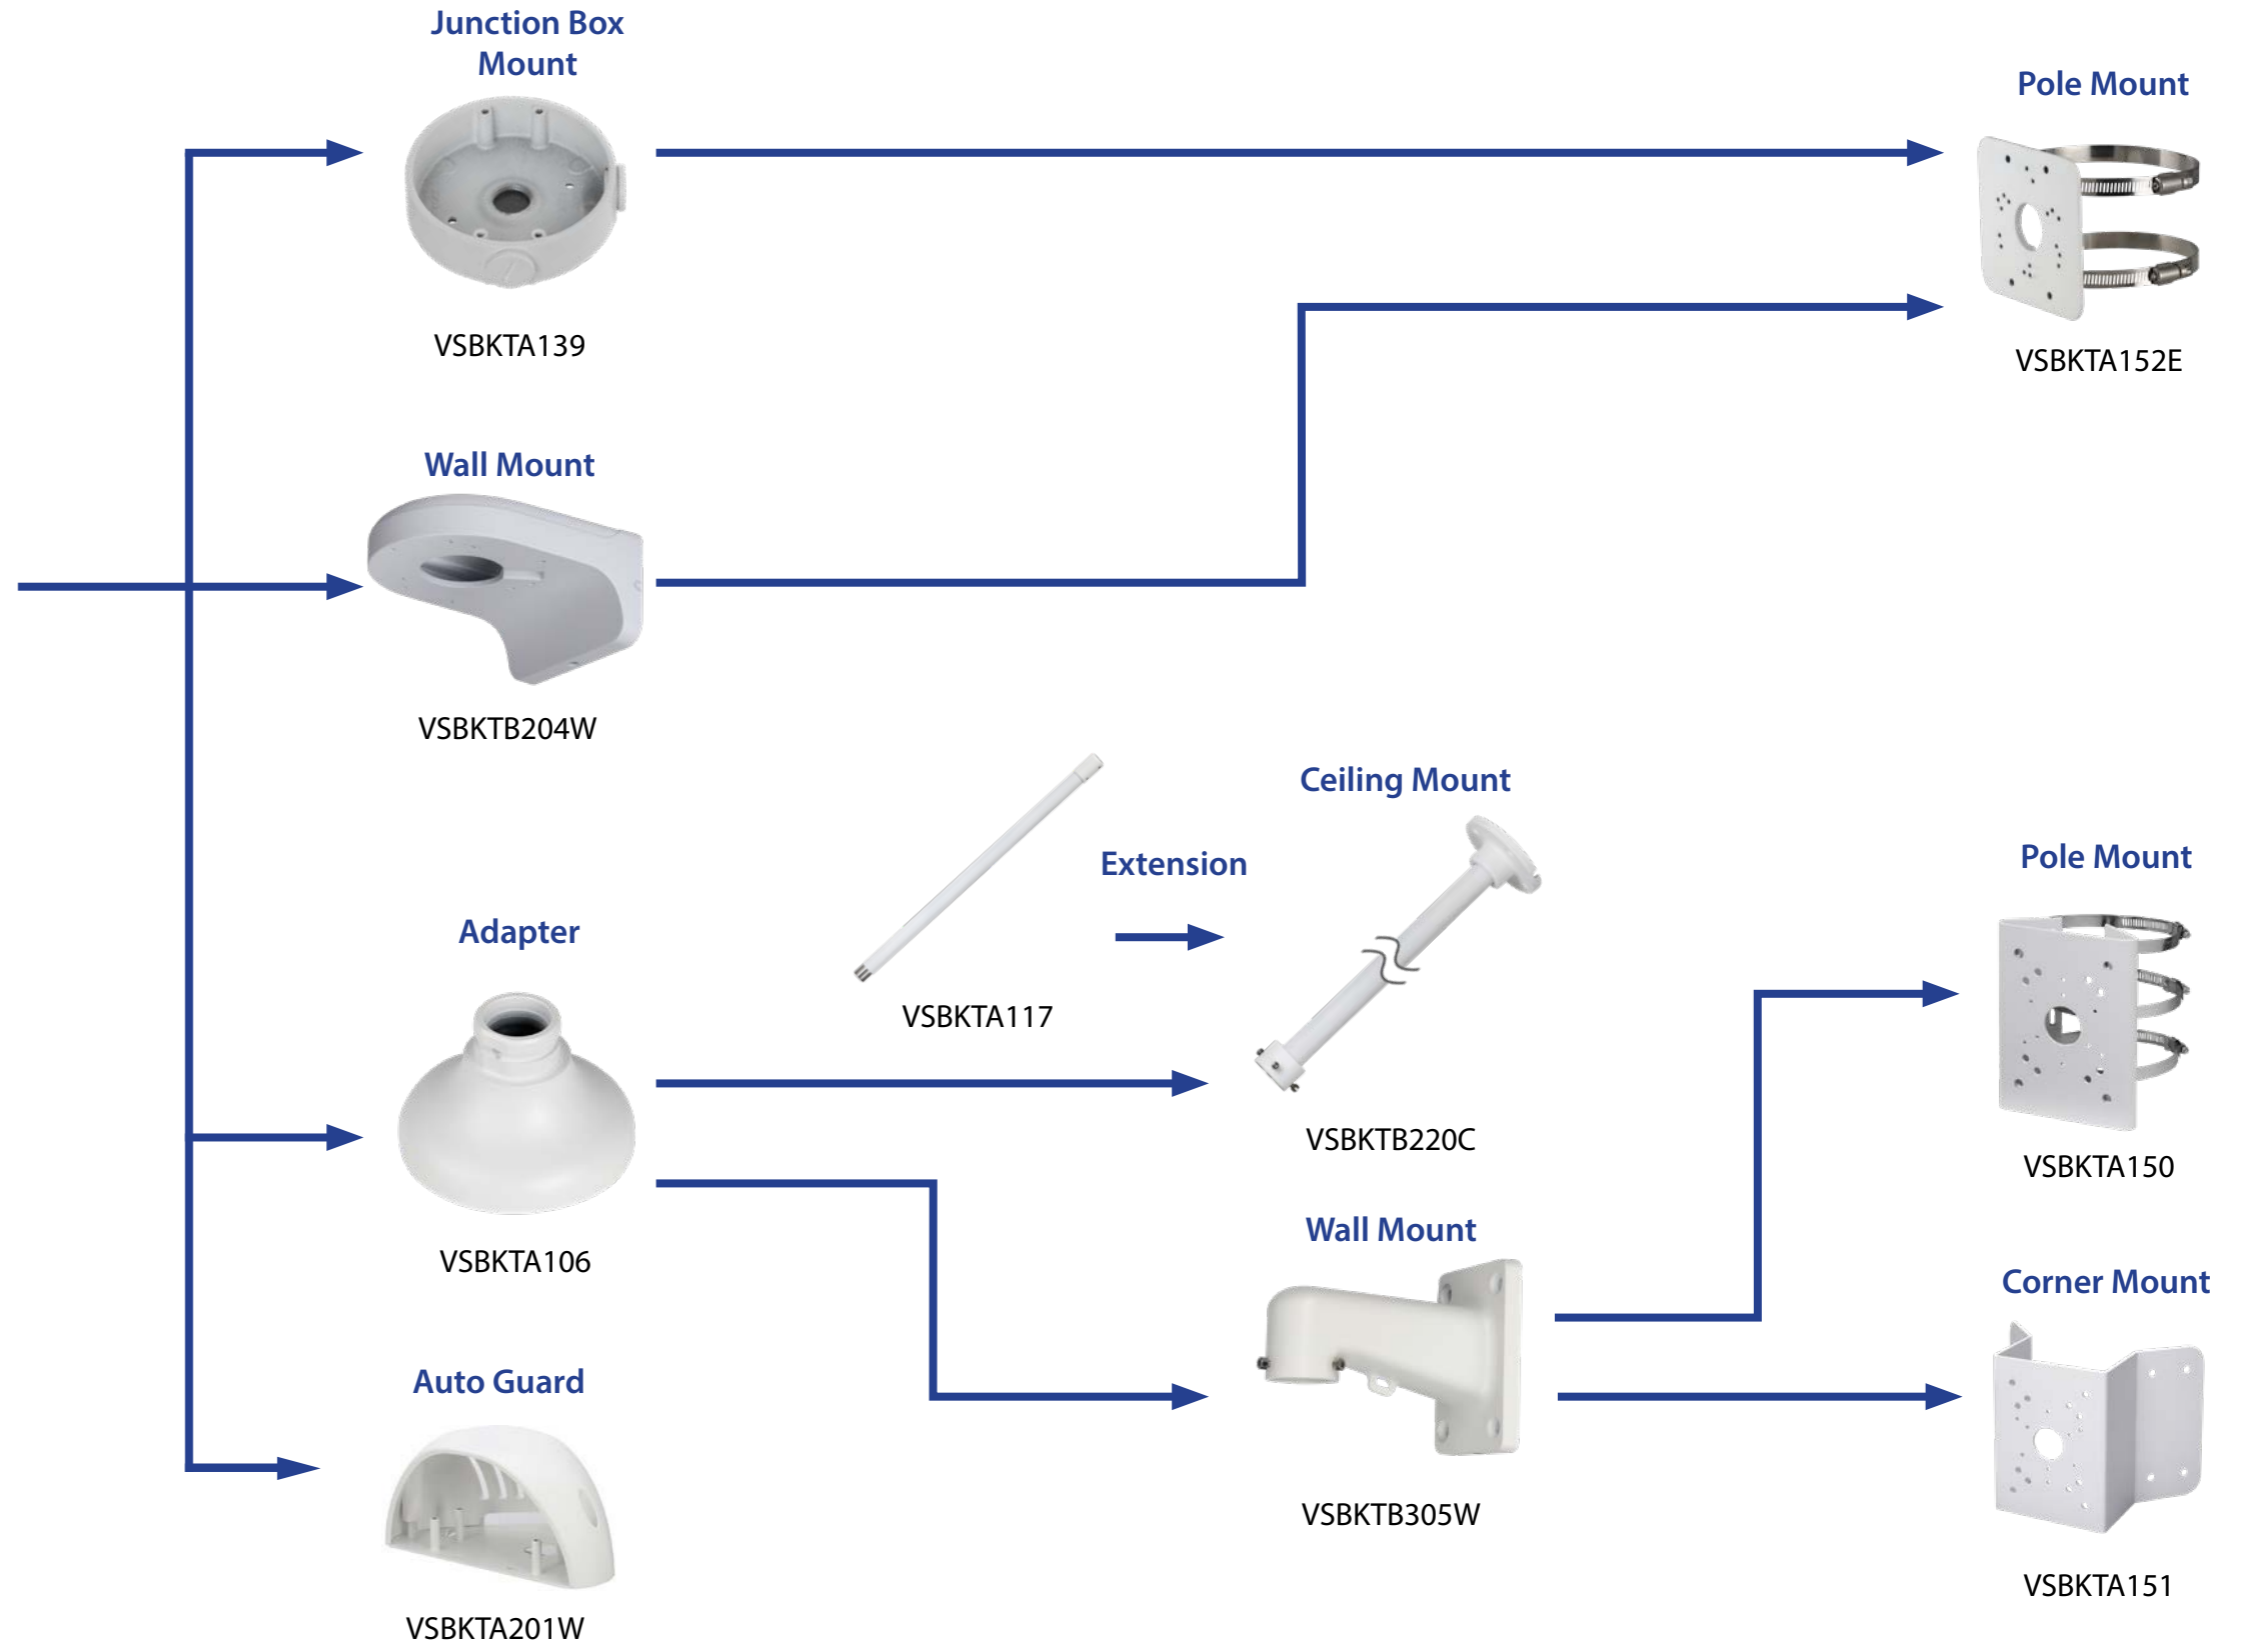 Junction Box
Mount
VSBKTA139
Pole Mount
VSBKTA152E
Wall Mount
VSBKTB204W
VSBKTA117
Extension
Ceiling Mount
VSBKTB220C
Adapter
VSBKTA106
Pole Mount
VSBKTA150
Wall Mount
VSBKTB305W
Corner Mount
VSBKTA151
Auto Guard
VSBKTA201W